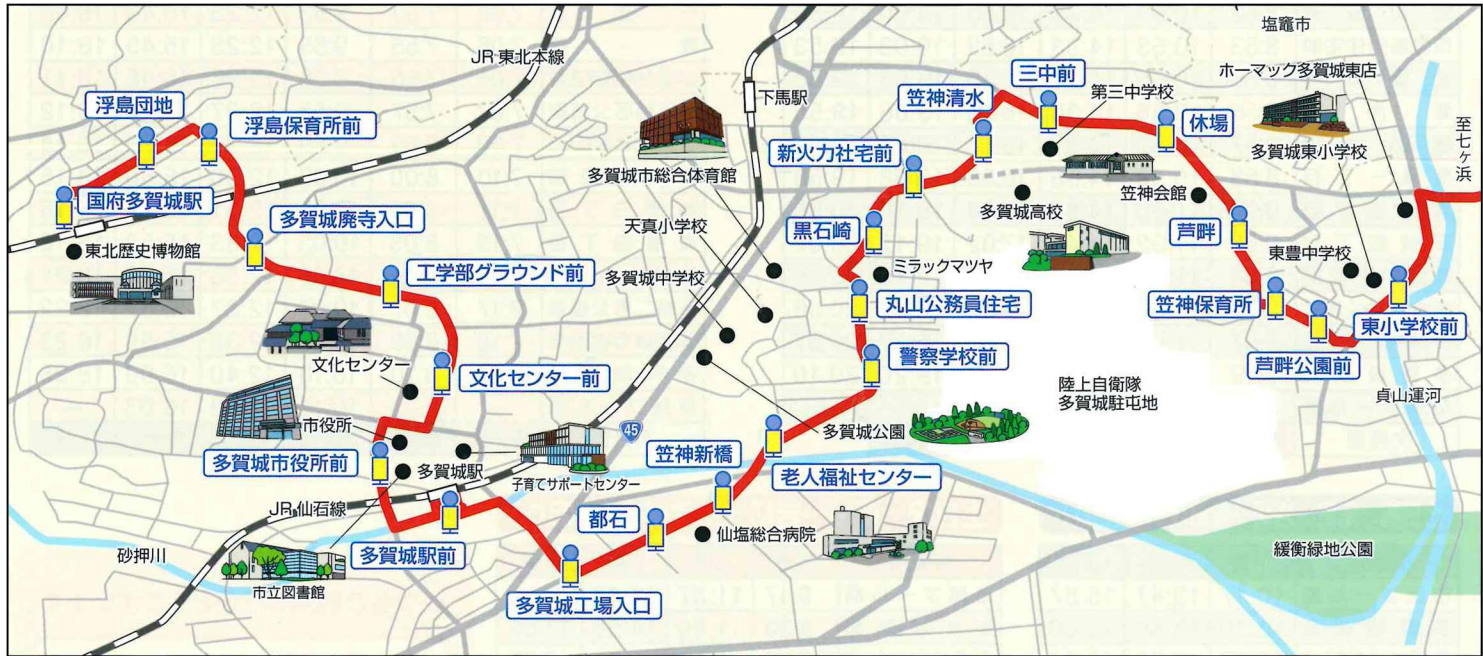 塩竈市
JR 東北本線
ホーマック多賀城東店
三中前
下馬駅
笠神清水
第三中学校
浮島団地
浮島保育所前
休場
至七ヶ浜
新火力社宅前
多賀城東小学校
多賀城市総合体育館
笠神会館
国府多賀城駅
多賀城高校
多賀城廃寺入口
天真小学校
黒石崎
芦畔
東北歴史博物館
ミラックマツヤ
東豊中学校
工学部グラウンド前
多賀城中学校
丸山公務員住宅
笠神保育所
東小学校前
文化センター
文化センター前
警察学校前
芦畔公園前
陸上自衛隊
多賀城駐屯地
貞山運河
市役所
45
多賀城公園
多賀城市役所前
多賀城駅
笠神新橋
老人福祉センター
子育てサポートセンター
JR 仙石線
都石
仙塩総合病院
砂押川
多賀城駅前
緩衝緑地公園
市立図書館
多賀城工場入口